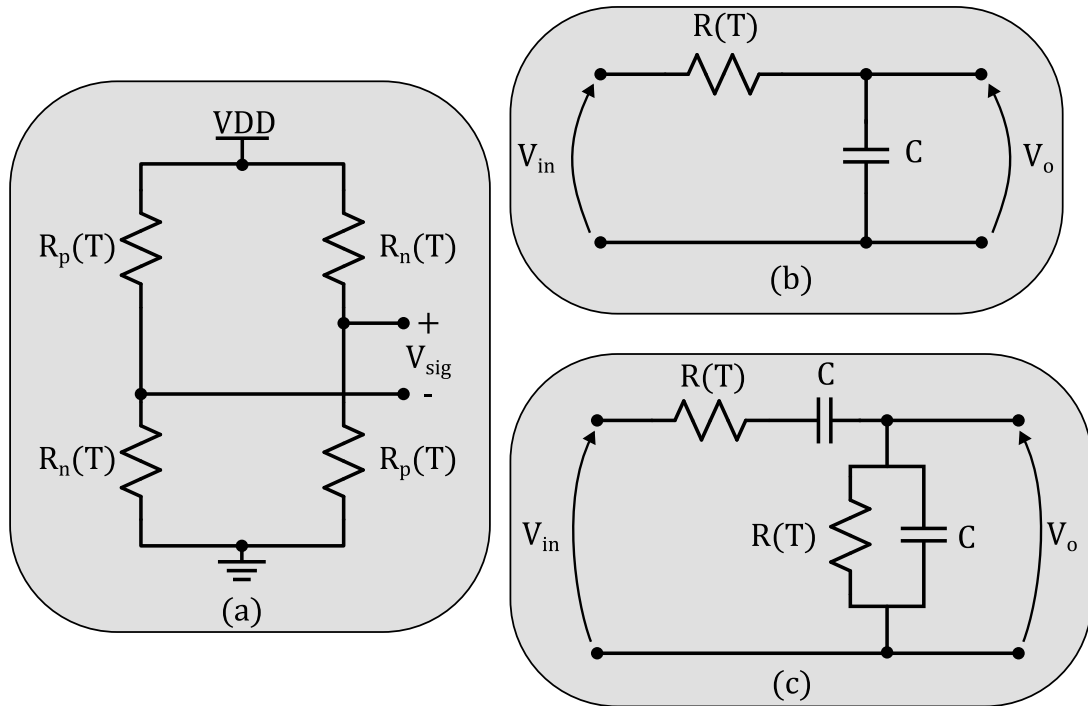 VDD
R_p(T)
R_n(T)
+
V_sig
-
R_n(T)
R_p(T)
(a)
R(T)
V_in
C
V_o
(b)
R(T)
C
V_in
R(T)
C
V_o
(c)